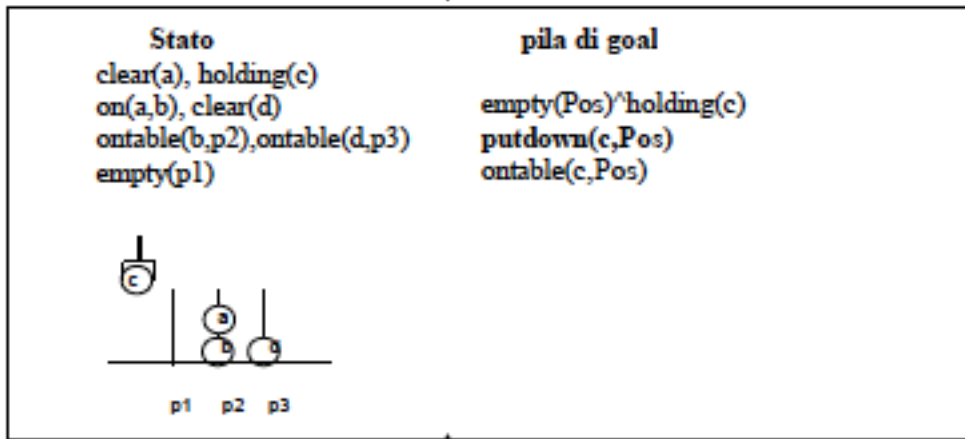 Stato
clear(a), holding(c)
on(a,b), clear(d)
ontable(b,p2),ontable(d,p3)
empty(p1)
pila di goal
empty(Pos)^holding(c)
putdown(c,Pos)
ontable(c,Pos)
c
a
b
p1 p2 p3